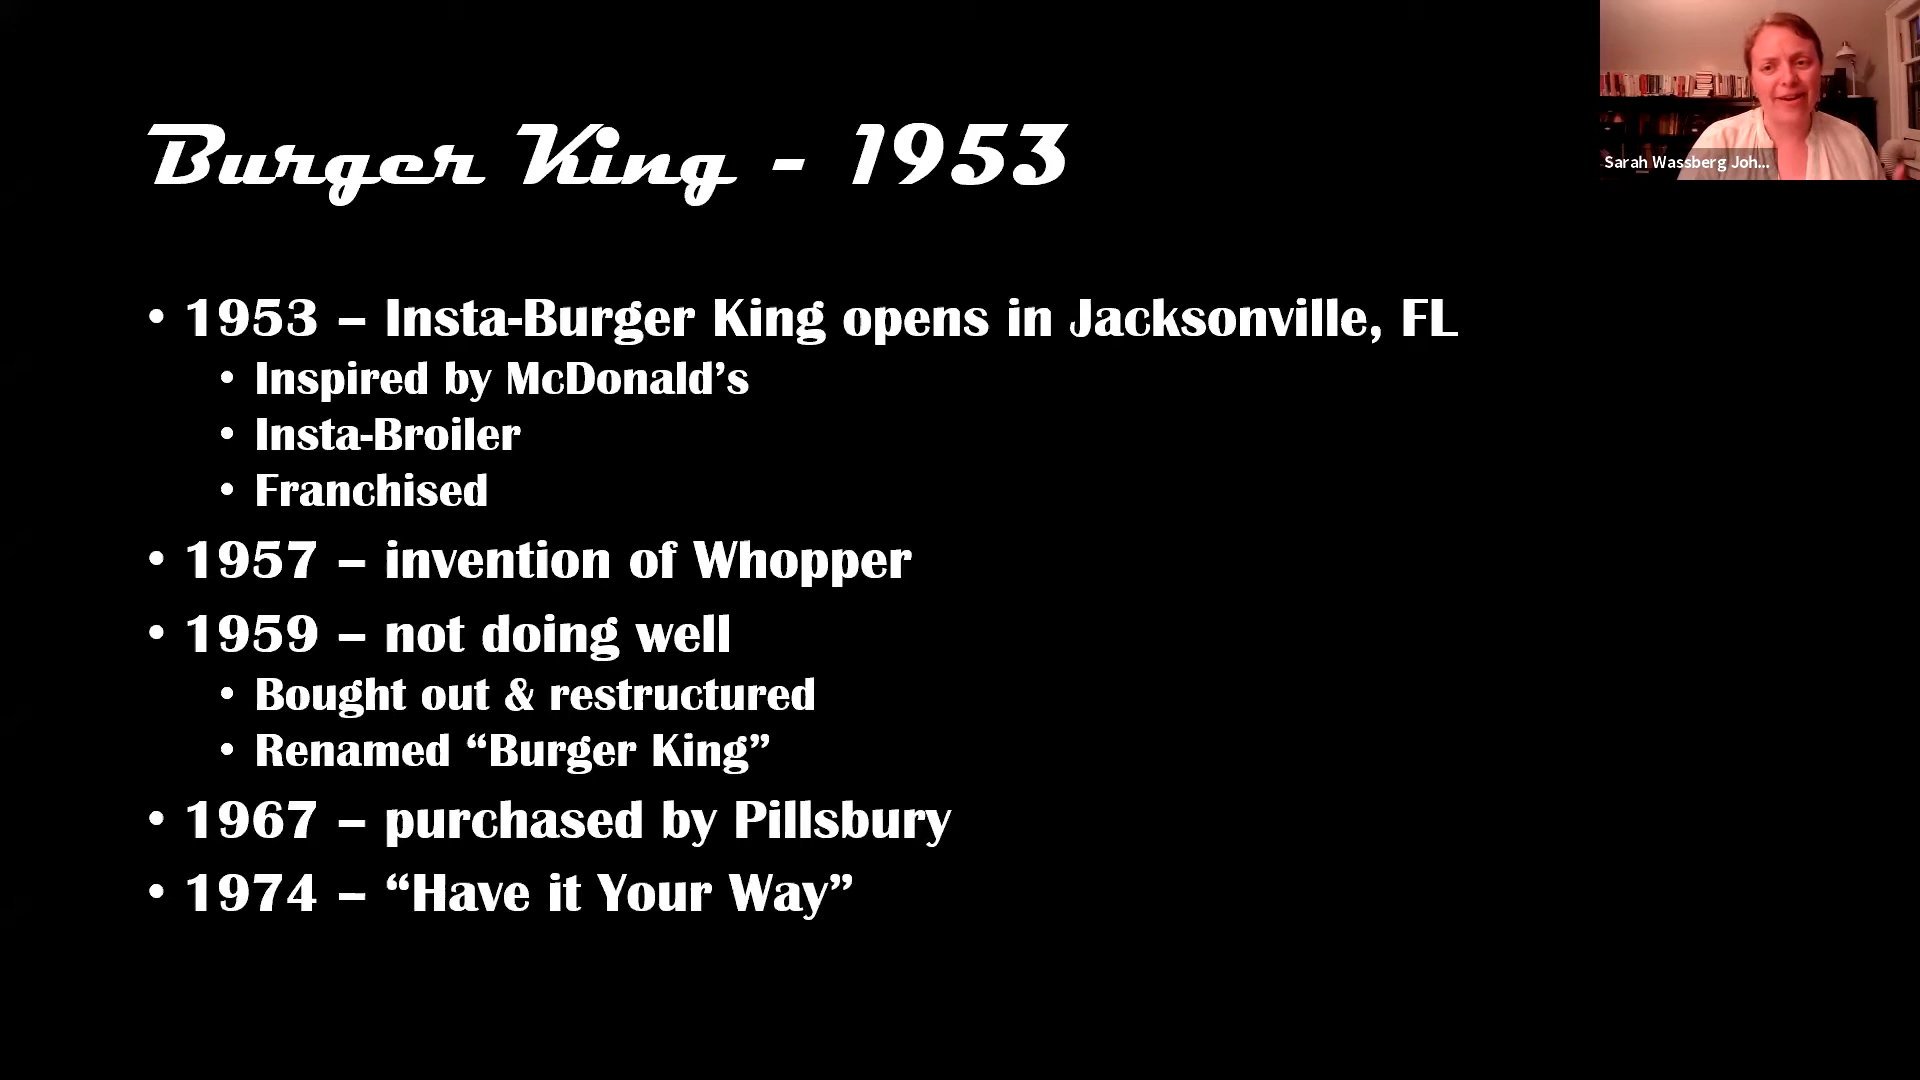 Burger King - 1953
Sarah Wassberg Joh...
• 1953 – Insta-Burger King opens in Jacksonville, FL
• Inspired by McDonald’s
• Insta-Broiler
• Franchised
• 1957 – invention of Whopper
• 1959 – not doing well
• Bought out & restructured
• Renamed “Burger King”
• 1967 – purchased by Pillsbury
• 1974 – “Have it Your Way”